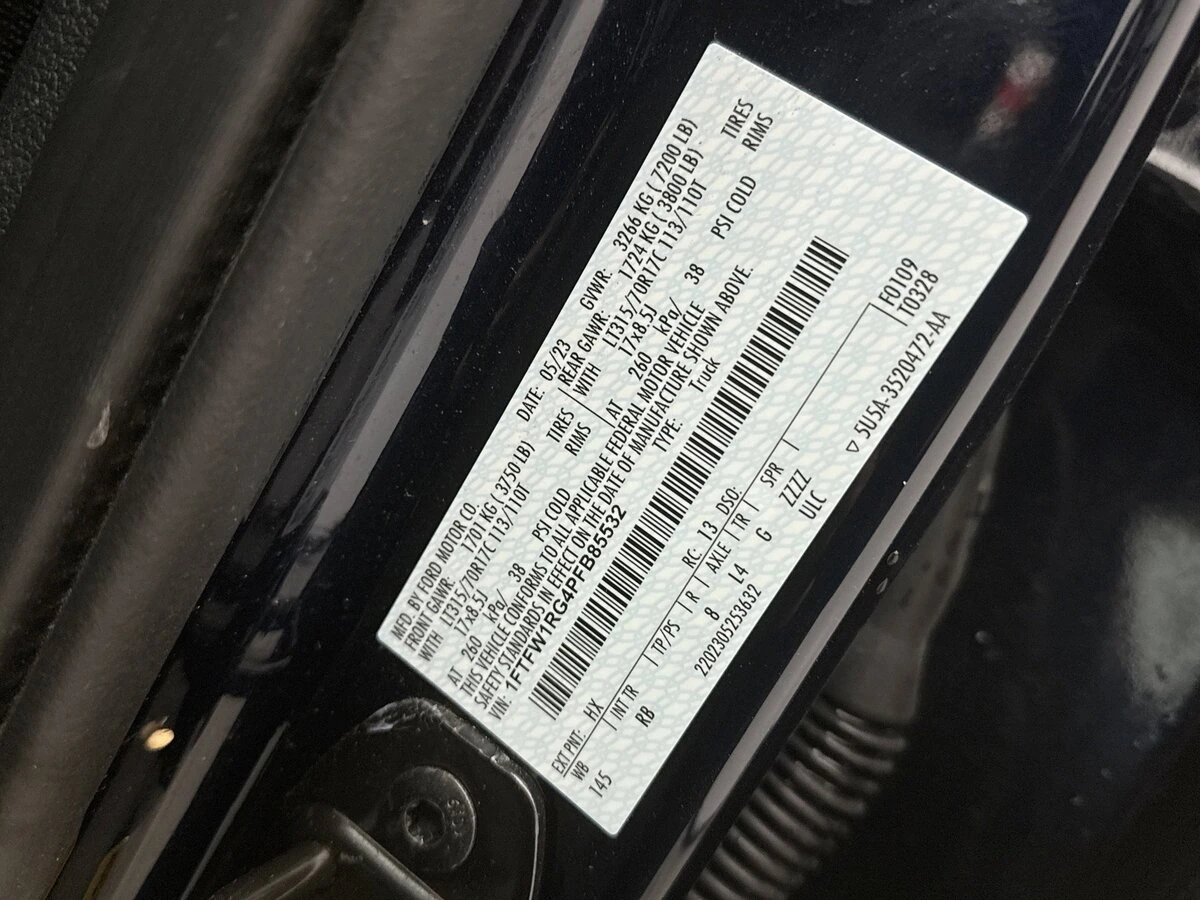 MFD. BY FORD MOTOR CO. DATE: 05/23 GVWR: 3266 KG ( 7200 LB)
FRONT GAWR: 1701 KG ( 3750 LB) REAR GAWR: 1724 KG ( 3800 LB)
WITH LT315/70R17C 113/110T TIRES WITH LT315/70R17C 113/110T TIRES
17x8.5J RIMS 17x8.5J RIMS
AT 260 kPa/ 38 PSI COLD AT 260 kPa/ 38 PSI COLD
THIS VEHICLE CONFORMS TO ALL APPLICABLE FEDERAL MOTOR VEHICLE
SAFETY STANDARDS IN EFFECT ON THE DATE OF MANUFACTURE SHOWN ABOVE.
VIN: 1FTFW1RG4PFB85532 TYPE: Truck
EXT PNT: HX RC: 13 DSO: F0109
WB INT TR TP/PS R AXLE TR SPR T0328
145 RB 8 L4 G ZZZZ
2202305253632 ULC ▽ 5U5A-3520472-AA